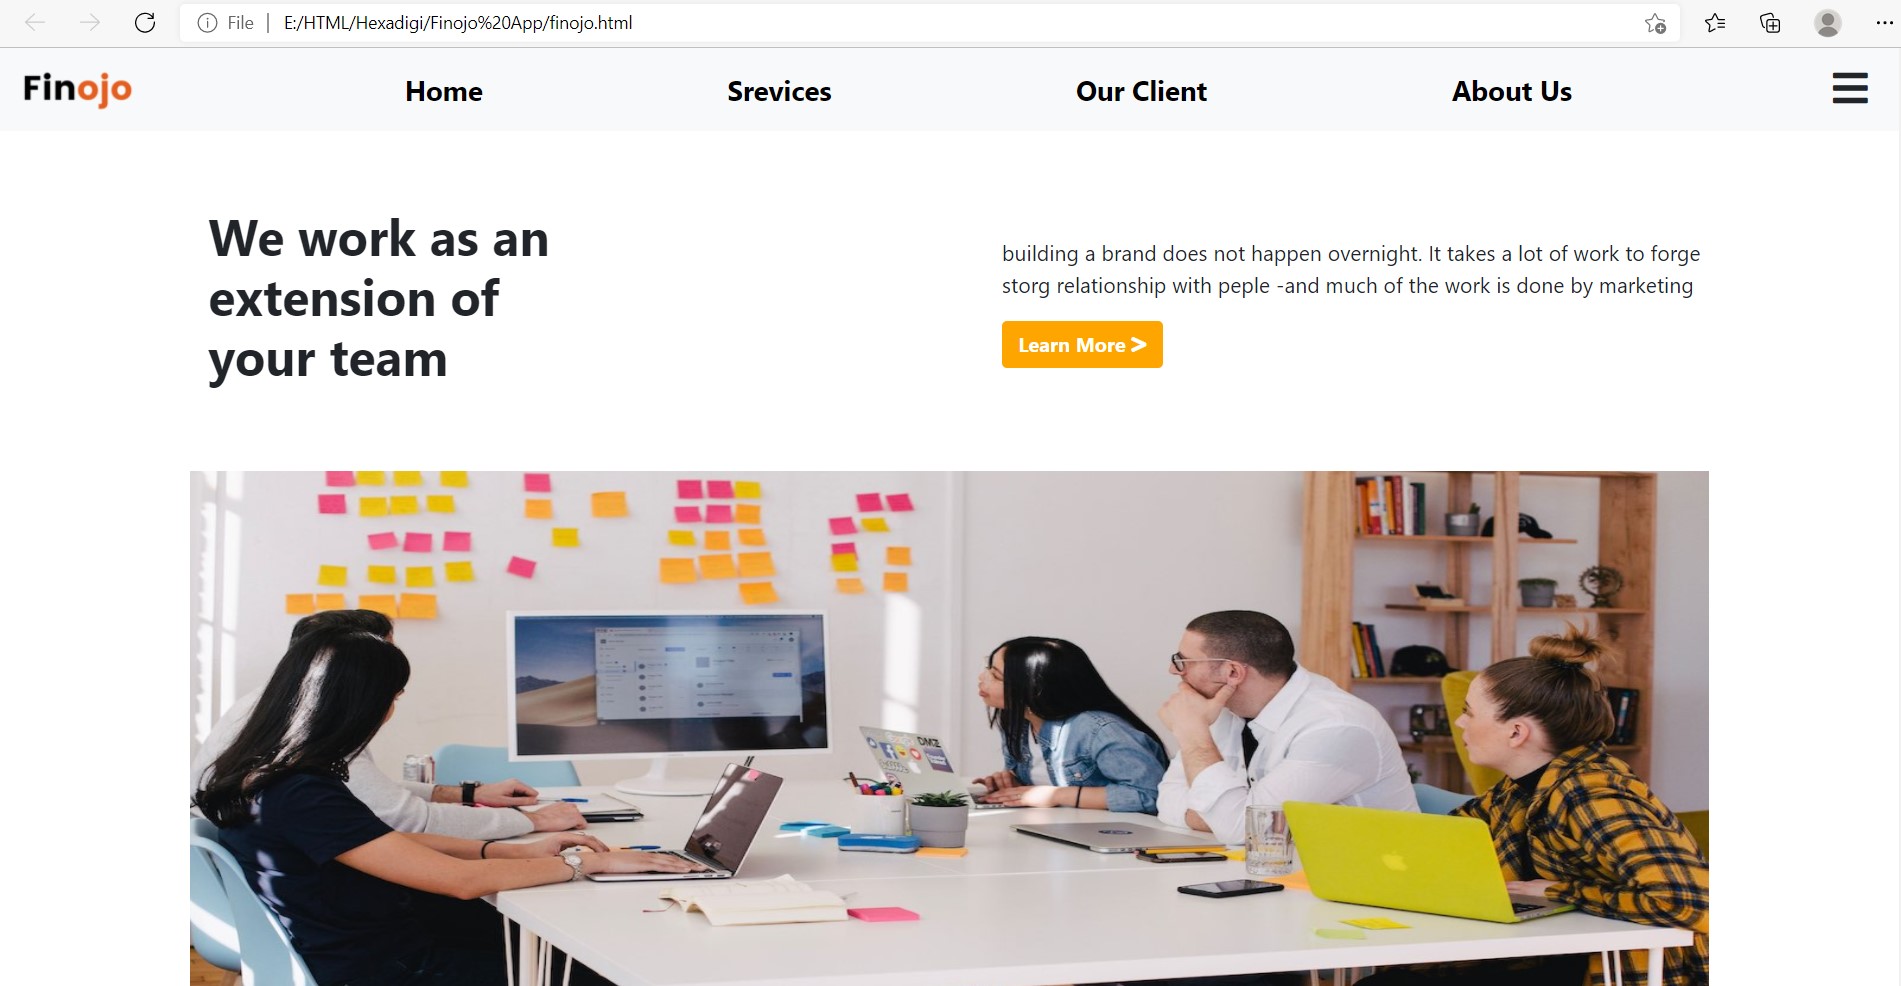 File | E:/HTML/Hexadigi/Finojo%20App/finojo.html
Finojo Home Srevices Our Client About Us
We work as an
extension of
your team
building a brand does not happen overnight. It takes a lot of work to forge
storg relationship with peple -and much of the work is done by marketing
Learn More >
DMZ